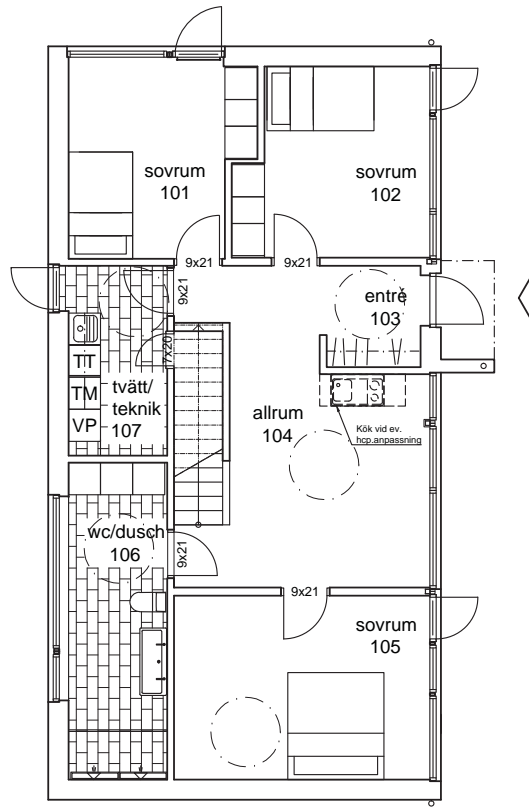 sovrum
101
sovrum
102
9x21
9x21
9x21
entré
103
7x20
TT
TM
VP
tvätt/
teknik
107
allrum
104
Kök vid ev.
hcp.anpassning
wc/dusch
106
9x21
9x21
sovrum
105